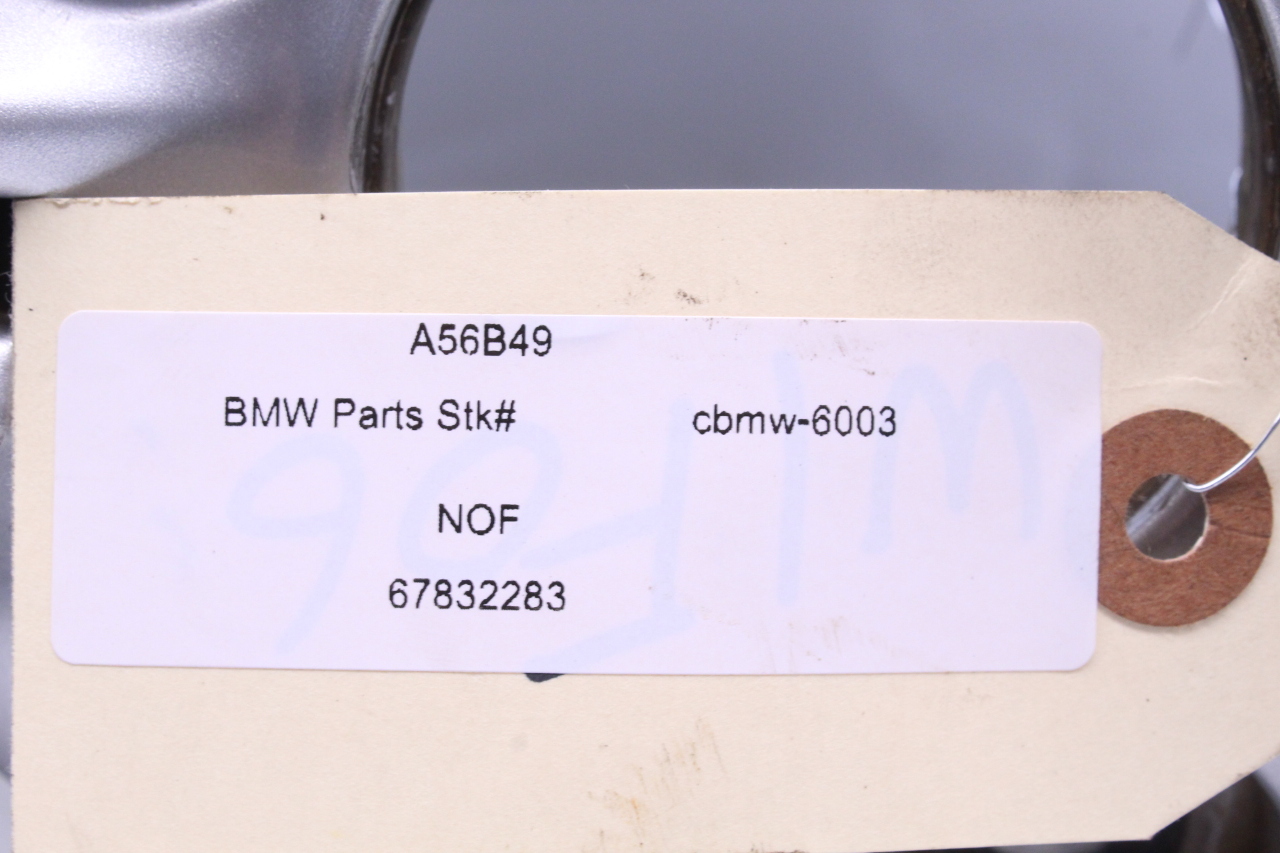 A56B49
BMW Parts Stk# cbmw-6003
NOF
67832283